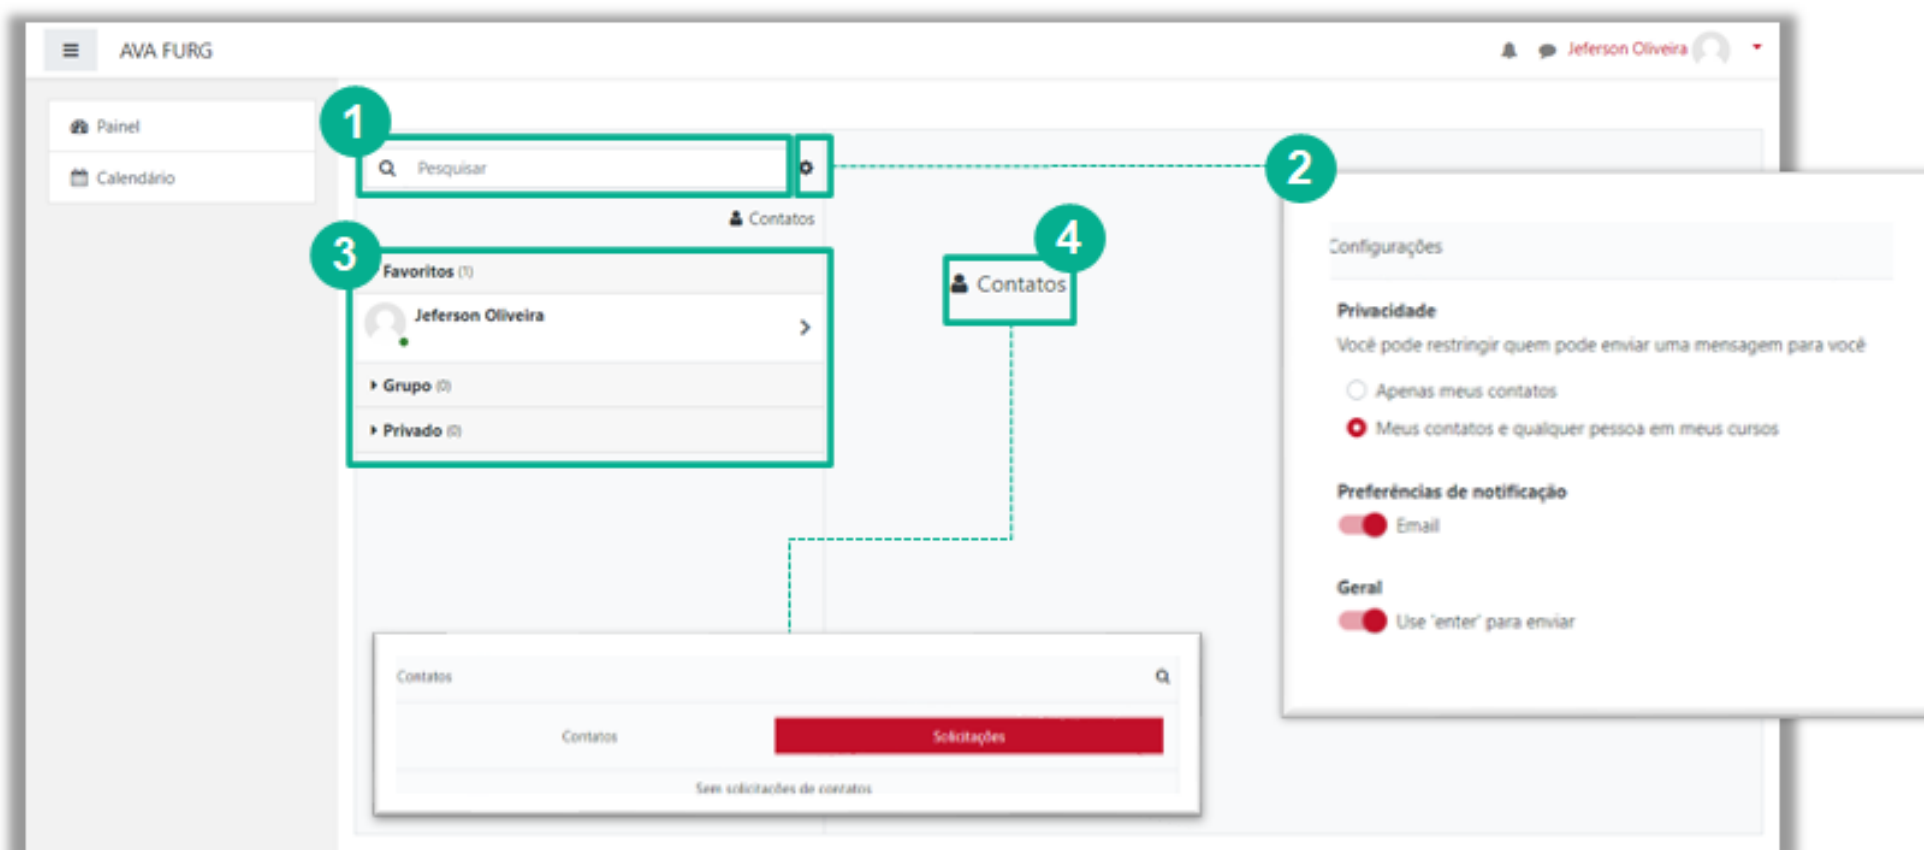 AVA FURG
Jeferson Oliveira
Painel
Calendário
1
Pesquisar
Contatos
3
Favoritos (1)
Jeferson Oliveira
Grupo (0)
Privado (0)
4
Contatos
2
Configurações
Privacidade
Você pode restringir quem pode enviar uma mensagem para você
Apenas meus contatos
Meus contatos e qualquer pessoa em meus cursos
Preferências de notificação
Email
Geral
Use 'enter' para enviar
Contatos
Contatos
Solicitações
Sem solicitações de contatos